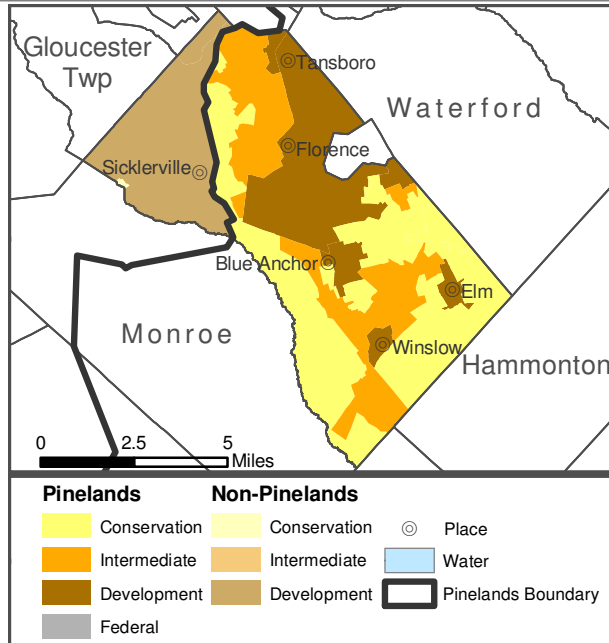 Gloucester
Twp
Tansboro
Waterford
Florence
Sicklerville
Blue Anchor
Elm
Monroe
Winslow
Hammonton
0 2.5 5
Miles
Pinelands Non-Pinelands
Conservation Conservation Place
Intermediate Intermediate Water
Development Development Pinelands Boundary
Federal